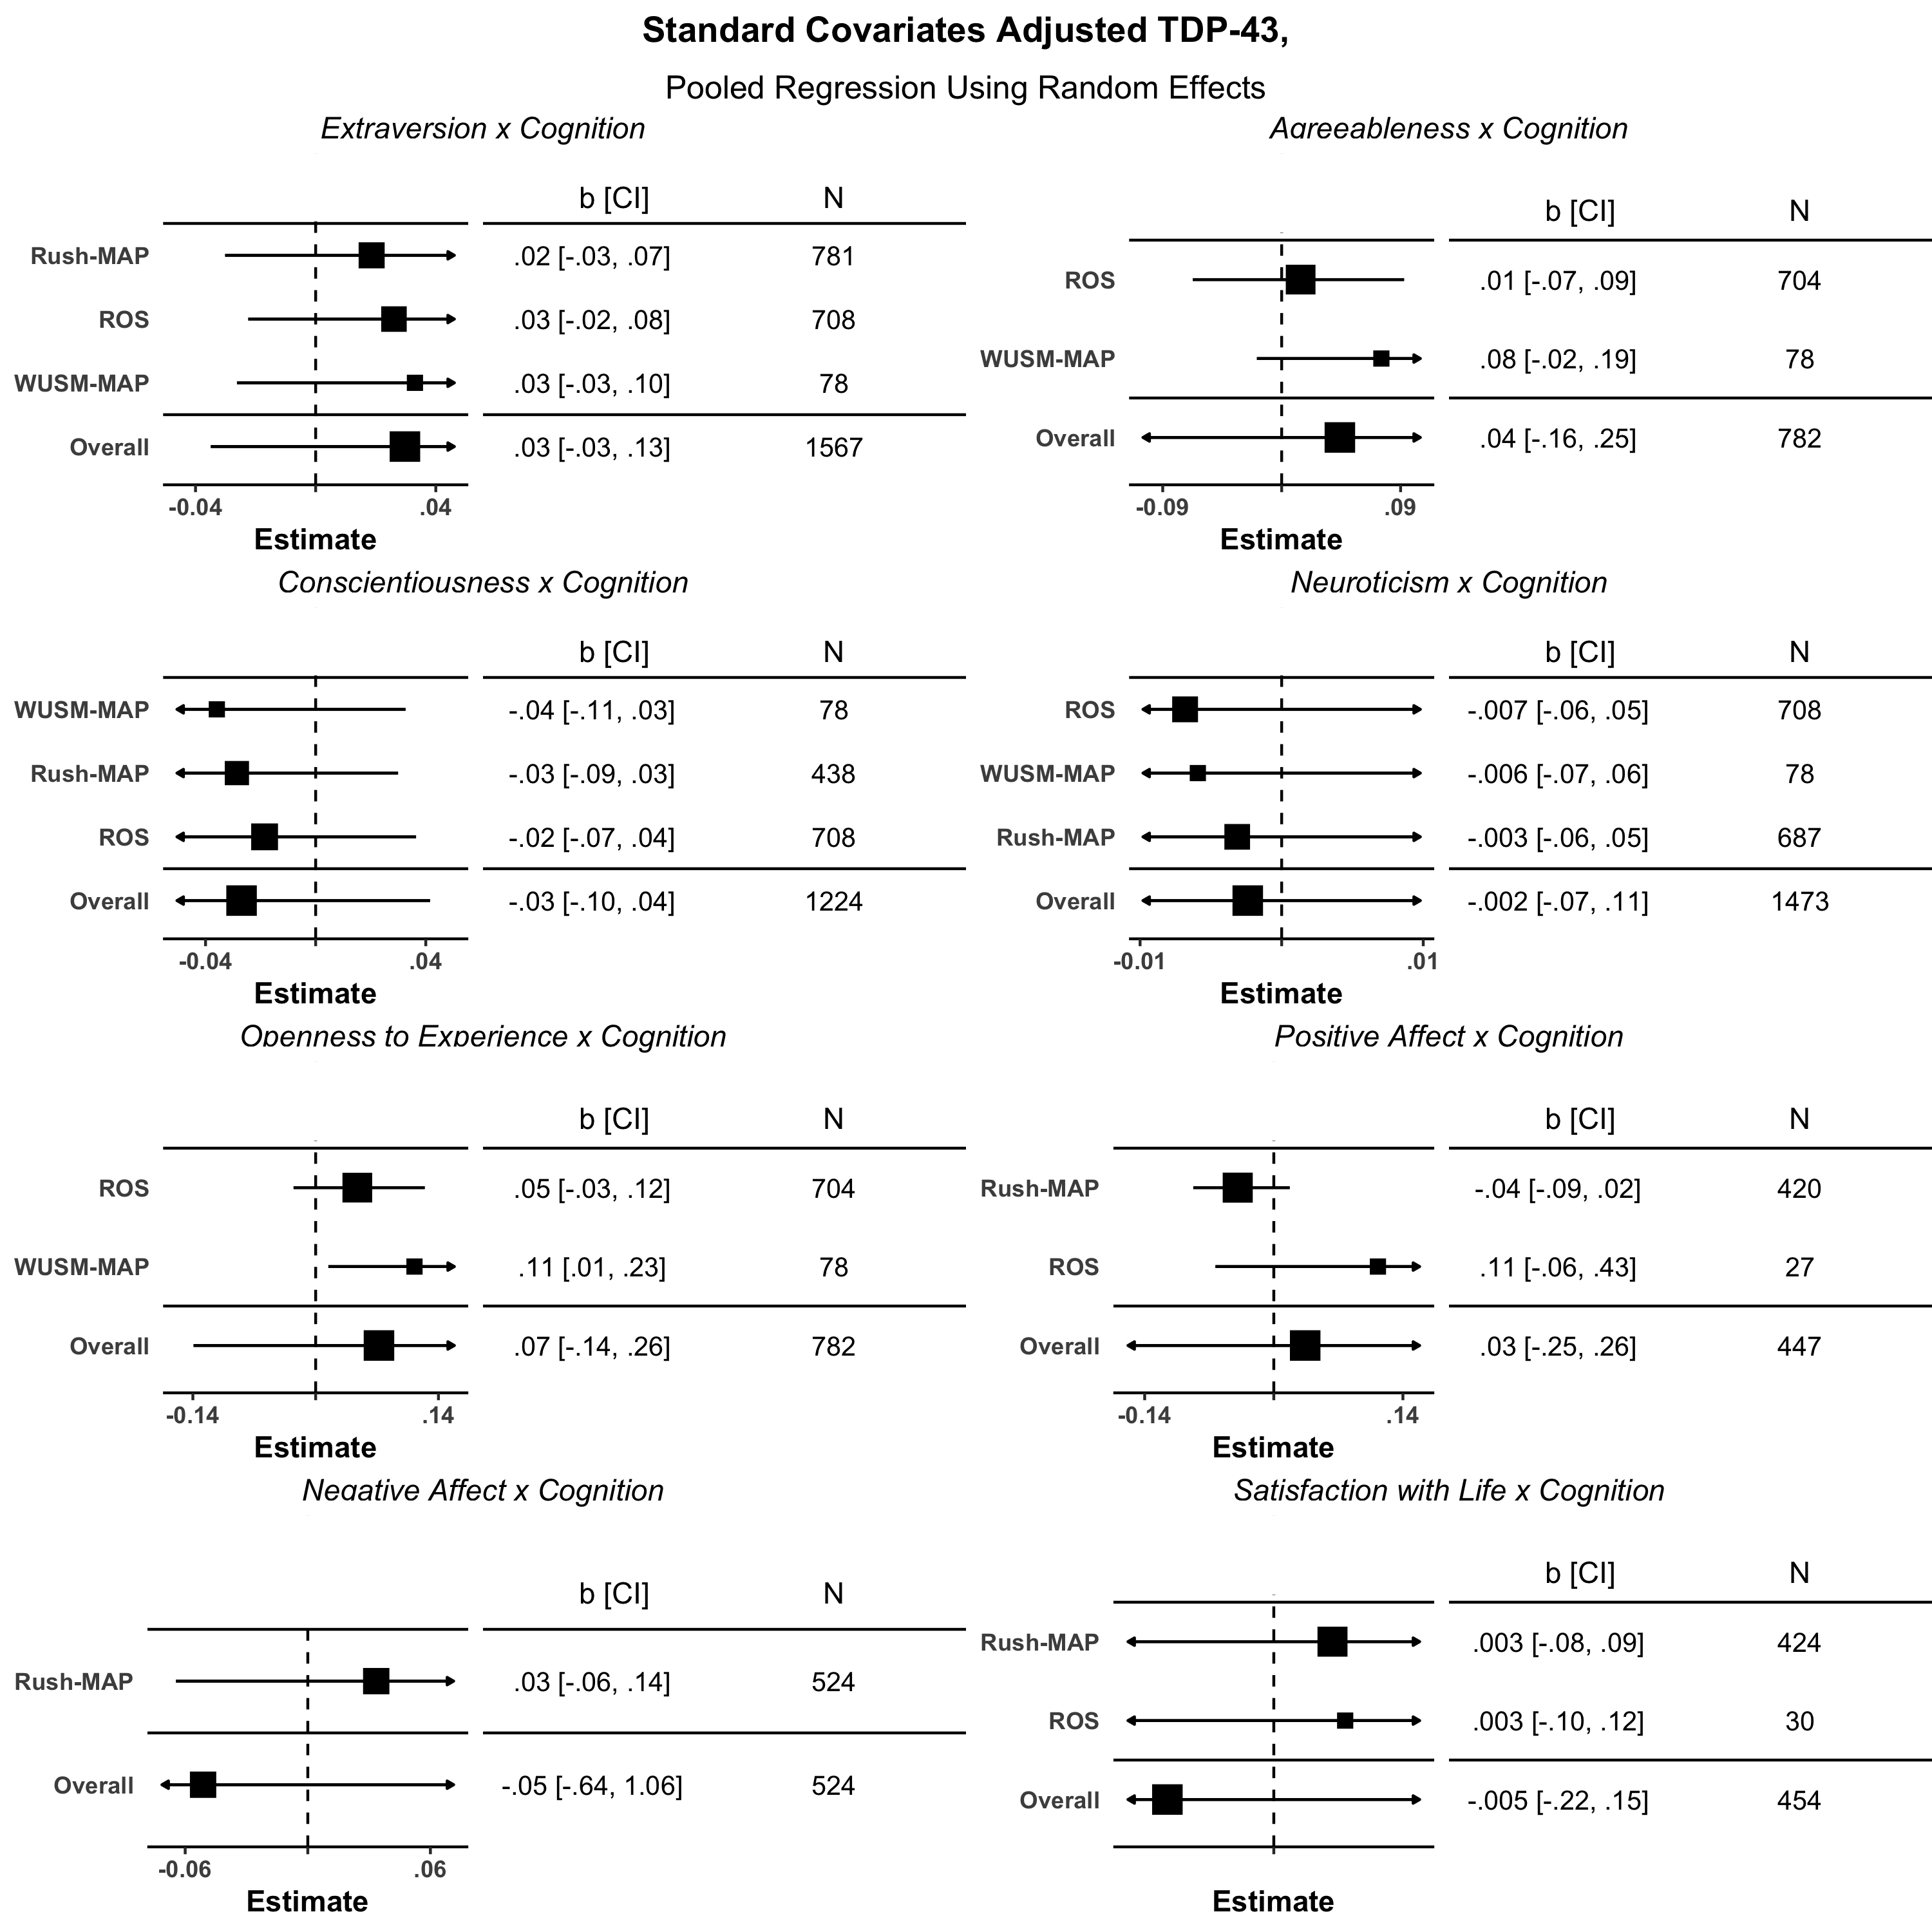 Standard Covariates Adjusted TDP-43,
Pooled Regression Using Random Effects
Extraversion x Cognition
b [CI] N
Rush-MAP .02 [-.03, .07] 781
ROS .03 [-.02, .08] 708
WUSM-MAP .03 [-.03, .10] 78
Overall .03 [-.03, .13] 1567
-0.04 .04
Estimate
Agreeableness x Cognition
b [CI] N
ROS .01 [-.07, .09] 704
WUSM-MAP .08 [-.02, .19] 78
Overall .04 [-.16, .25] 782
-0.09 .09
Estimate
Conscientiousness x Cognition
b [CI] N
WUSM-MAP -.04 [-.11, .03] 78
Rush-MAP -.03 [-.09, .03] 438
ROS -.02 [-.07, .04] 708
Overall -.03 [-.10, .04] 1224
-0.04 .04
Estimate
Neuroticism x Cognition
b [CI] N
ROS -.007 [-.06, .05] 708
WUSM-MAP -.006 [-.07, .06] 78
Rush-MAP -.003 [-.06, .05] 687
Overall -.002 [-.07, .11] 1473
-0.01 .01
Estimate
Openness to Experience x Cognition
b [CI] N
ROS .05 [-.03, .12] 704
WUSM-MAP .11 [.01, .23] 78
Overall .07 [-.14, .26] 782
-0.14 .14
Estimate
Positive Affect x Cognition
b [CI] N
Rush-MAP -.04 [-.09, .02] 420
ROS .11 [-.06, .43] 27
Overall .03 [-.25, .26] 447
-0.14 .14
Estimate
Negative Affect x Cognition
b [CI] N
Rush-MAP .03 [-.06, .14] 524
Overall -.05 [-.64, 1.06] 524
-0.06 .06
Estimate
Satisfaction with Life x Cognition
b [CI] N
Rush-MAP .003 [-.08, .09] 424
ROS .003 [-.10, .12] 30
Overall -.005 [-.22, .15] 454
Estimate